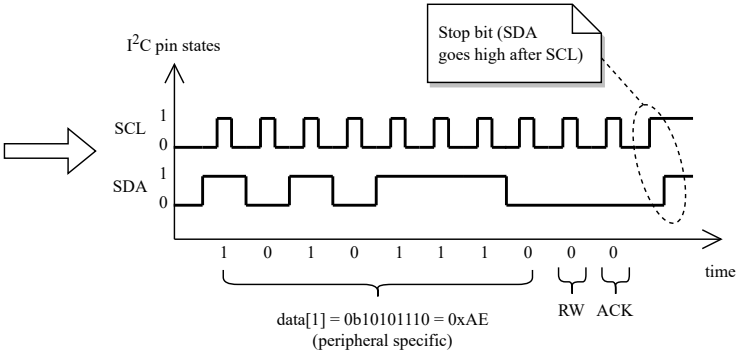 I²C pin states
Stop bit (SDA
goes high after SCL)
SCL
1
0
SDA
1
0
1 0 1 0 1 1 1 0 0 0
time
RW ACK
data[1] = 0b10101110 = 0xAE
(peripheral specific)